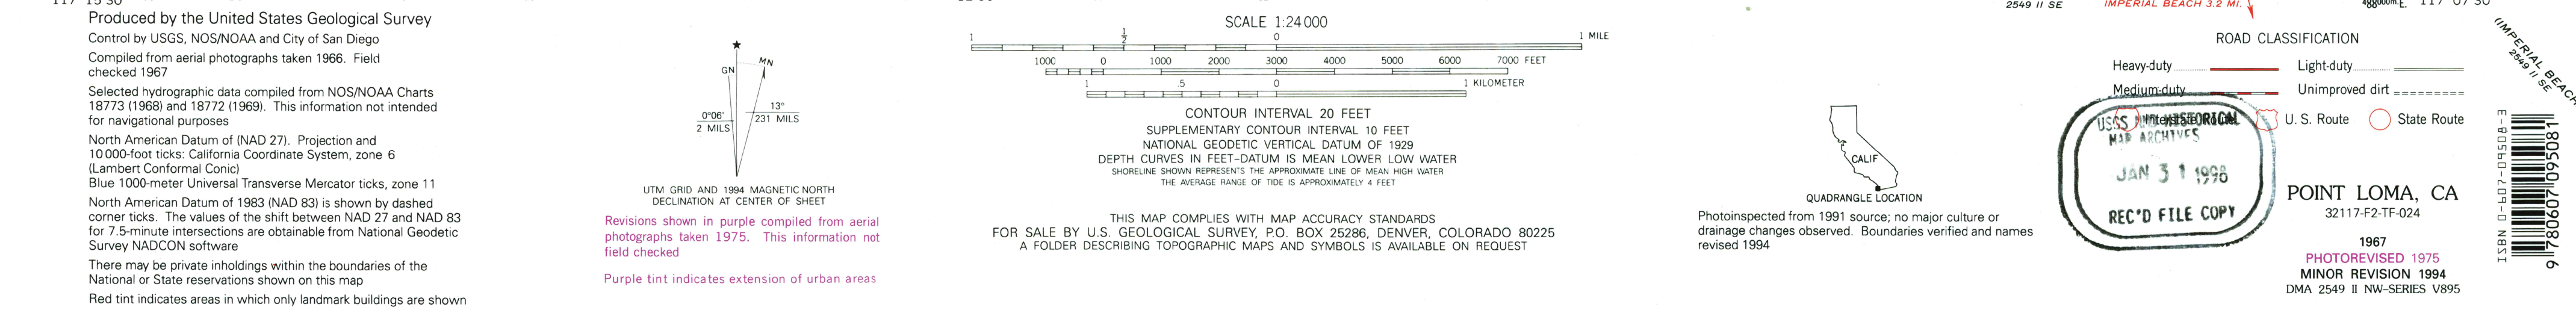 Produced by the United States Geological Survey
Control by USGS, NOS/NOAA and City of San Diego
Compiled from aerial photographs taken 1966. Field
checked 1967
Selected hydrographic data compiled from NOS/NOAA Charts
18773 (1968) and 18772 (1969). This information not intended
for navigational purposes
North American Datum of (NAD 27). Projection and
10 000-foot ticks: California Coordinate System, zone 6
(Lambert Conformal Conic)
Blue 1000-meter Universal Transverse Mercator ticks, zone 11
North American Datum of 1983 (NAD 83) is shown by dashed
corner ticks. The values of the shift between NAD 27 and NAD 83
for 7.5-minute intersections are obtainable from National Geodetic
Survey NADCON software
There may be private inholdings within the boundaries of the
National or State reservations shown on this map
Red tint indicates areas in which only landmark buildings are shown
★
GN
MN
0°06′
2 MILS
13°
231 MILS
UTM GRID AND 1994 MAGNETIC NORTH
DECLINATION AT CENTER OF SHEET
Revisions shown in purple compiled from aerial
photographs taken 1975. This information not
field checked
Purple tint indicates extension of urban areas
SCALE 1:24 000
1 ½ 0 1 MILE
1000 0 1000 2000 3000 4000 5000 6000 7000 FEET
1 .5 0 1 KILOMETER
CONTOUR INTERVAL 20 FEET
SUPPLEMENTARY CONTOUR INTERVAL 10 FEET
NATIONAL GEODETIC VERTICAL DATUM OF 1929
DEPTH CURVES IN FEET–DATUM IS MEAN LOWER LOW WATER
SHORELINE SHOWN REPRESENTS THE APPROXIMATE LINE OF MEAN HIGH WATER
THE AVERAGE RANGE OF TIDE IS APPROXIMATELY 4 FEET
THIS MAP COMPLIES WITH MAP ACCURACY STANDARDS
FOR SALE BY U.S. GEOLOGICAL SURVEY, P.O. BOX 25286, DENVER, COLORADO 80225
A FOLDER DESCRIBING TOPOGRAPHIC MAPS AND SYMBOLS IS AVAILABLE ON REQUEST
CALIF
QUADRANGLE LOCATION
Photoinspected from 1991 source; no major culture or
drainage changes observed. Boundaries verified and names
revised 1994
2549 II SE
IMPERIAL BEACH 3.2 MI.
(IMPERIAL BEACH
2549 II SE
ROAD CLASSIFICATION
Heavy-duty
Light-duty
Medium-duty
Unimproved dirt
Interstate Route
U. S. Route
State Route
USGS
HISTORICAL
MAP ARCHIVES
JAN 31 1998
REC'D FILE COPY
POINT LOMA, CA
32117-F2-TF-024
1967
PHOTOREVISED 1975
MINOR REVISION 1994
DMA 2549 II NW–SERIES V895
ISBN 0-607-09508-3
9 780607 095081